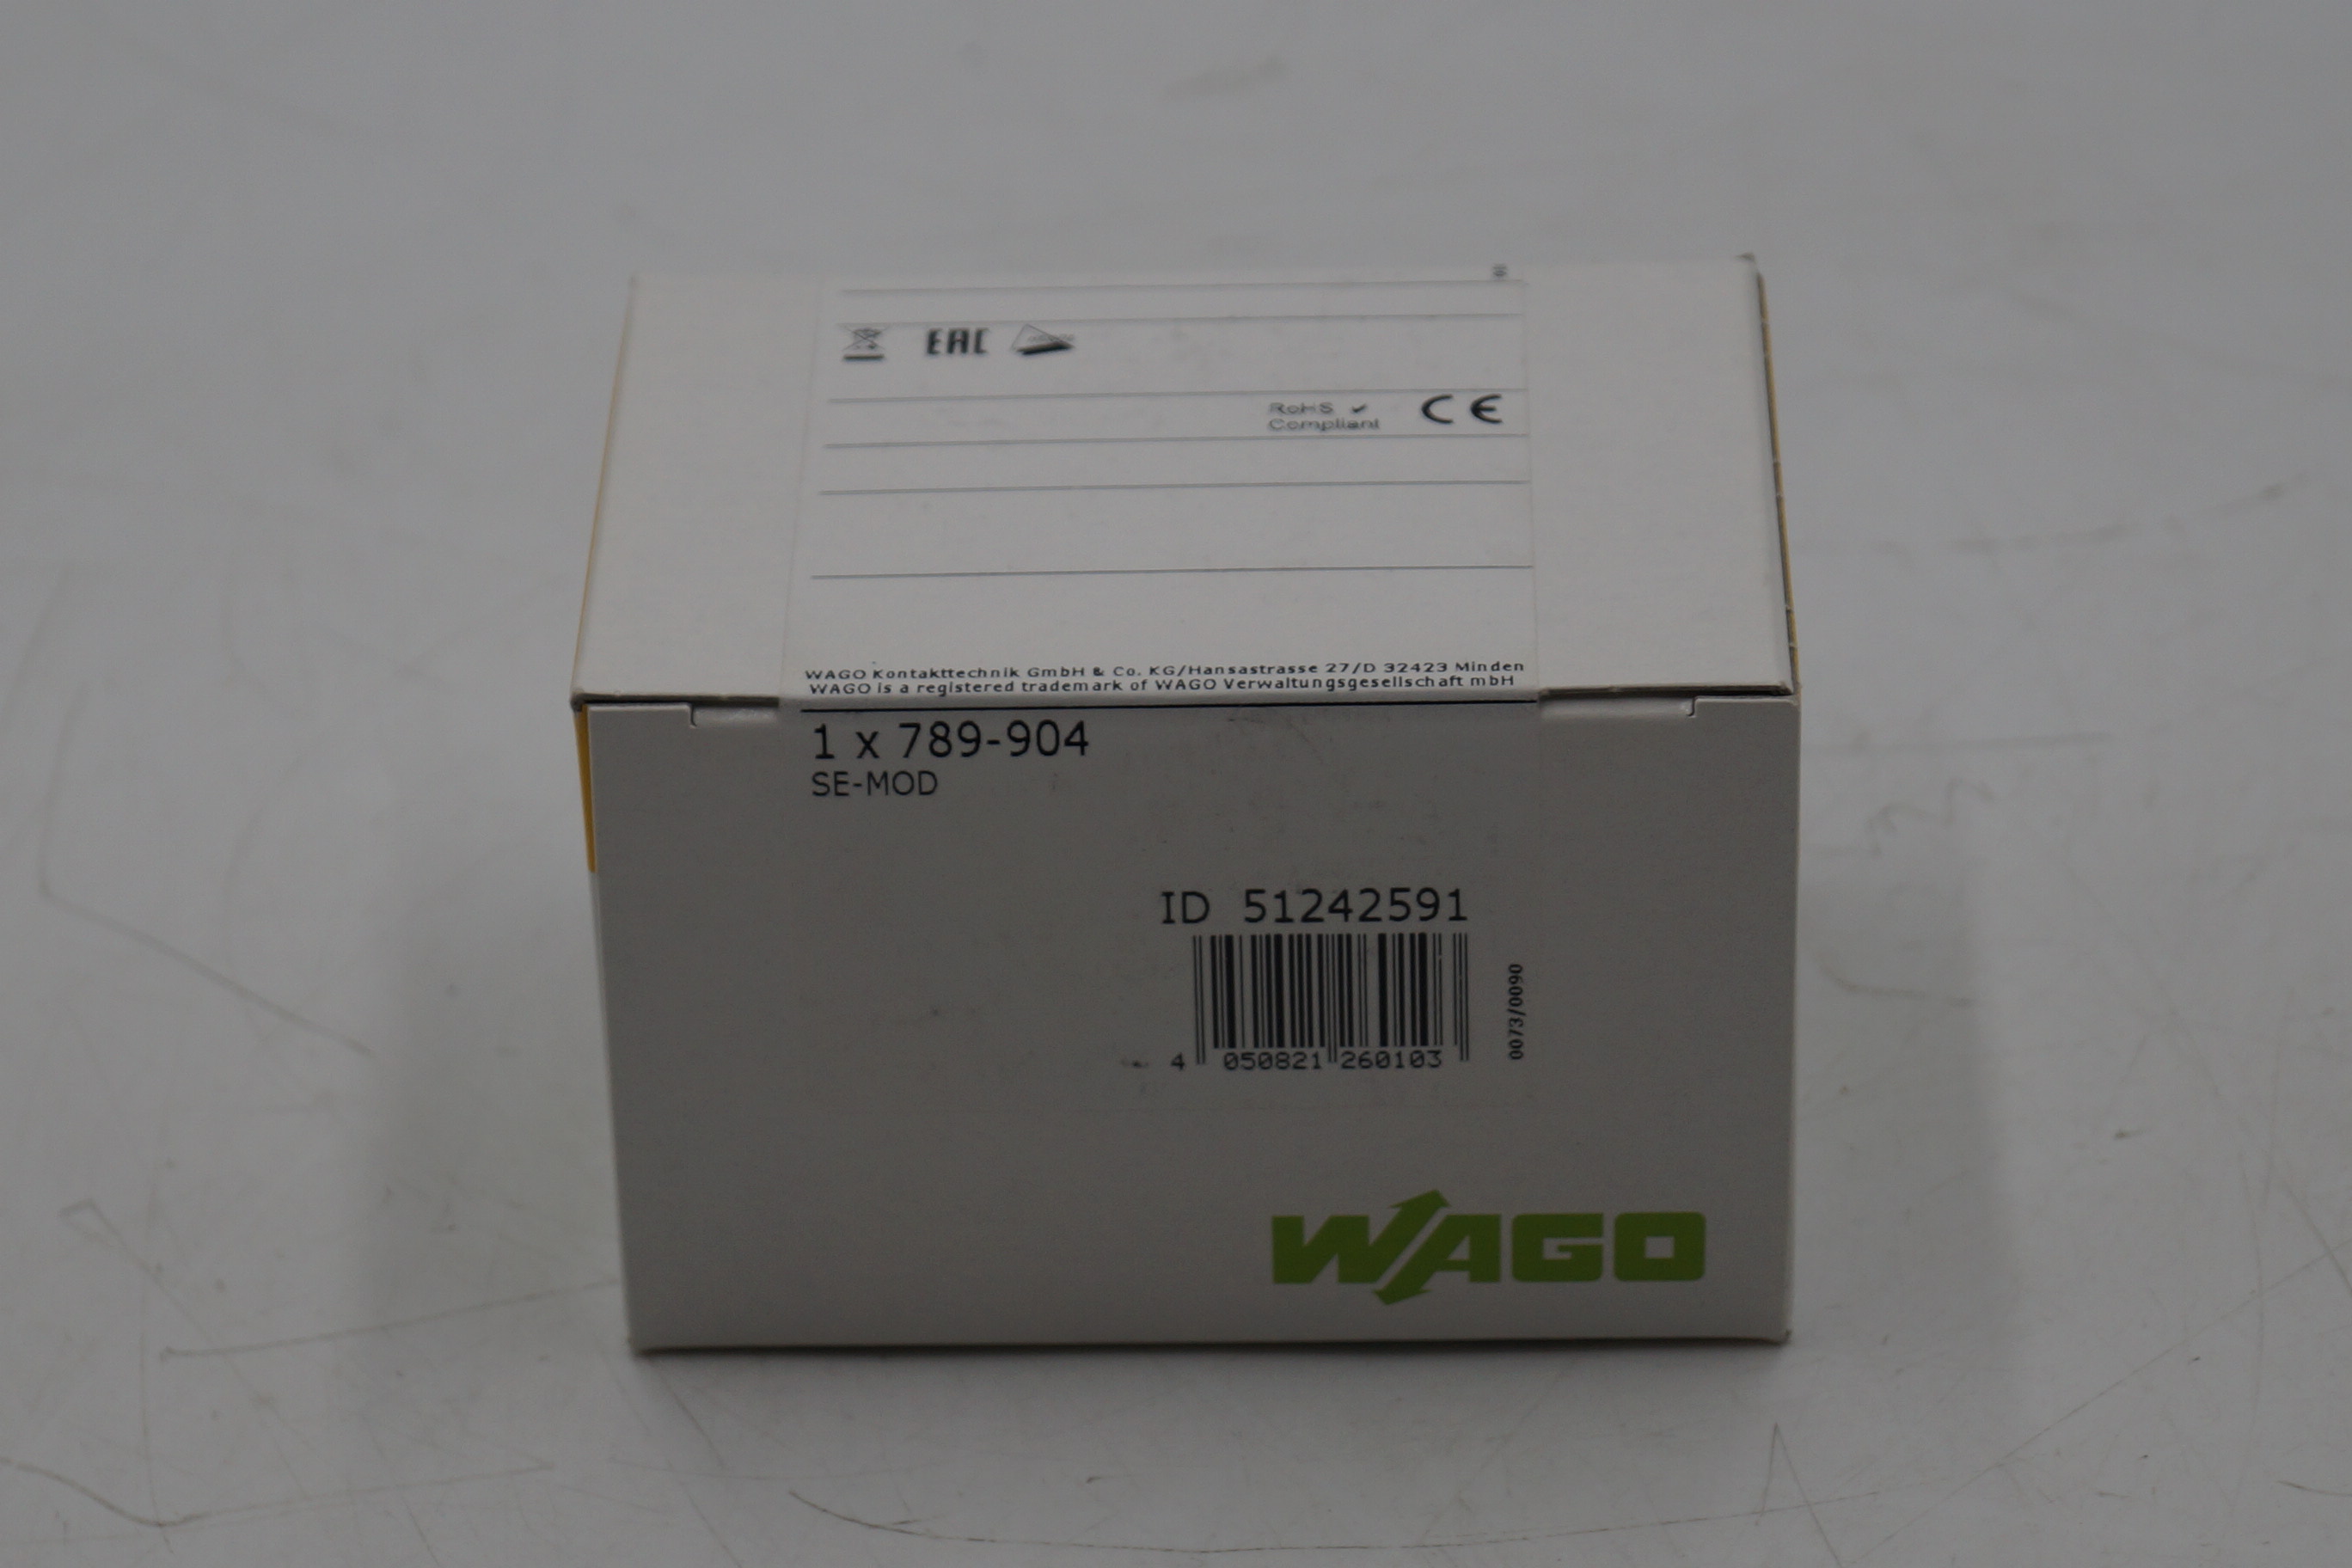 EAC
RoHS ✓ CE
Compliant
WAGO Kontakttechnik GmbH & Co. KG/Hansastrasse 27/D 32423 Minden
WAGO is a registered trademark of WAGO Verwaltungsgesellschaft mbH
1 x 789-904
SE-MOD
ID 51242591
4 050821 260103
0073/0090
WAGO